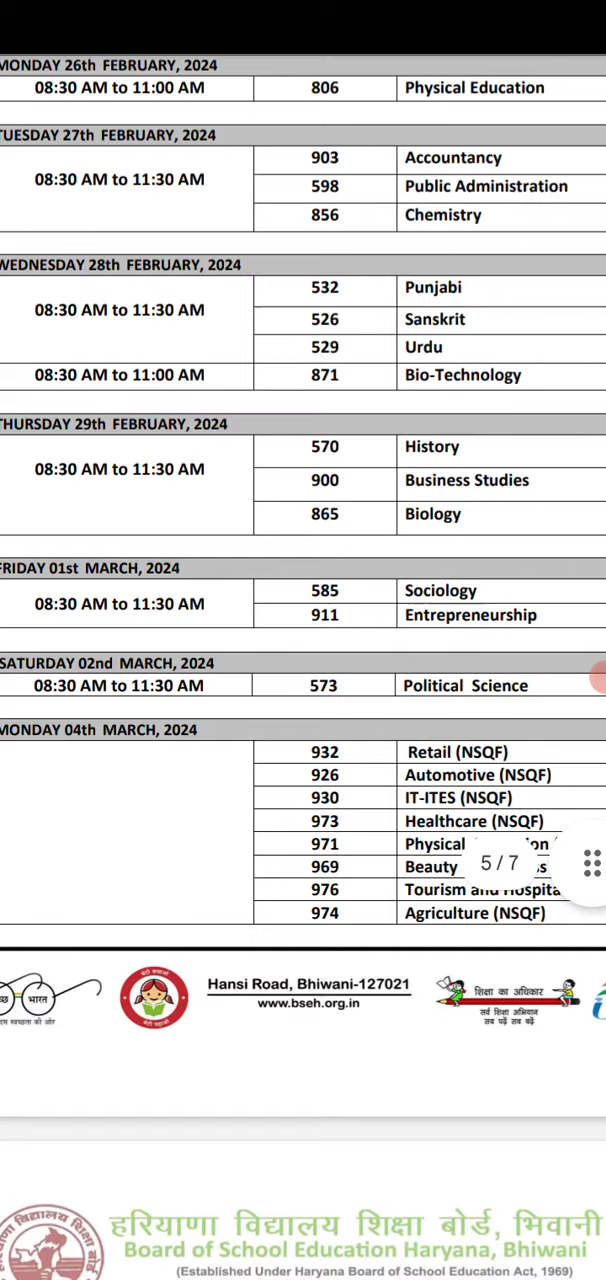 MONDAY 26th FEBRUARY, 2024
08:30 AM to 11:00 AM 806 Physical Education
TUESDAY 27th FEBRUARY, 2024
08:30 AM to 11:30 AM
903 Accountancy
598 Public Administration
856 Chemistry
WEDNESDAY 28th FEBRUARY, 2024
08:30 AM to 11:30 AM
532 Punjabi
526 Sanskrit
529 Urdu
08:30 AM to 11:00 AM 871 Bio-Technology
THURSDAY 29th FEBRUARY, 2024
08:30 AM to 11:30 AM
570 History
900 Business Studies
865 Biology
FRIDAY 01st MARCH, 2024
08:30 AM to 11:30 AM
585 Sociology
911 Entrepreneurship
SATURDAY 02nd MARCH, 2024
08:30 AM to 11:30 AM 573 Political Science
MONDAY 04th MARCH, 2024
932 Retail (NSQF)
926 Automotive (NSQF)
930 IT-ITES (NSQF)
973 Healthcare (NSQF)
971 Physical
969 Beauty
5 / 7
976 Tourism and
974 Agriculture (NSQF)
Hansi Road, Bhiwani-127021
www.bseh.org.in
भारत
शिक्षा का अधिकार
सर्व शिक्षा अभियान
सब पढ़ें सब बढ़ें
हरियाणा विद्यालय शिक्षा बोर्ड, भिवानी
Board of School Education Haryana, Bhiwani
(Established Under Haryana Board of School Education Act, 1969)